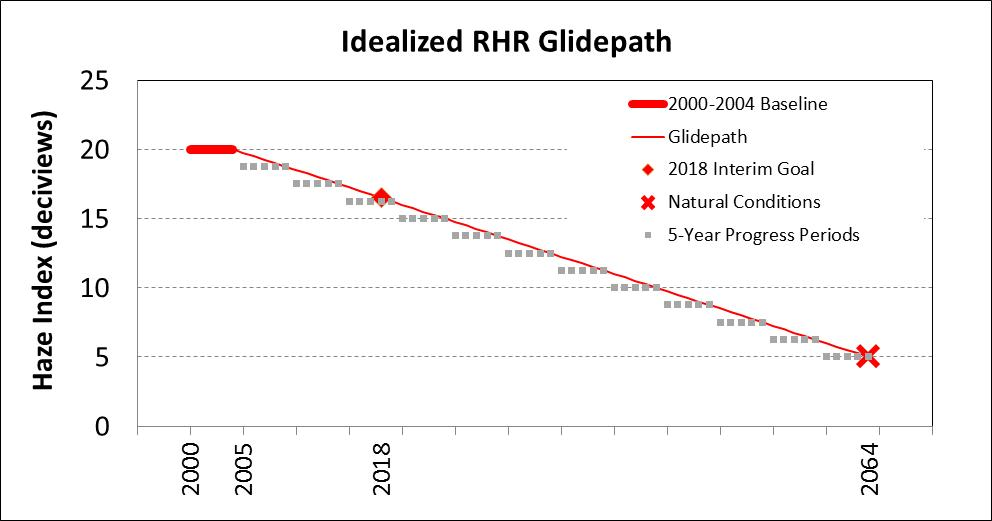 Idealized RHR Glidepath
Haze Index (deciviews)
25
20
15
10
5
0
2000-2004 Baseline
Glidepath
2018 Interim Goal
Natural Conditions
5-Year Progress Periods
2000
2005
2018
2064